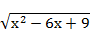 √x² − 6x + 9